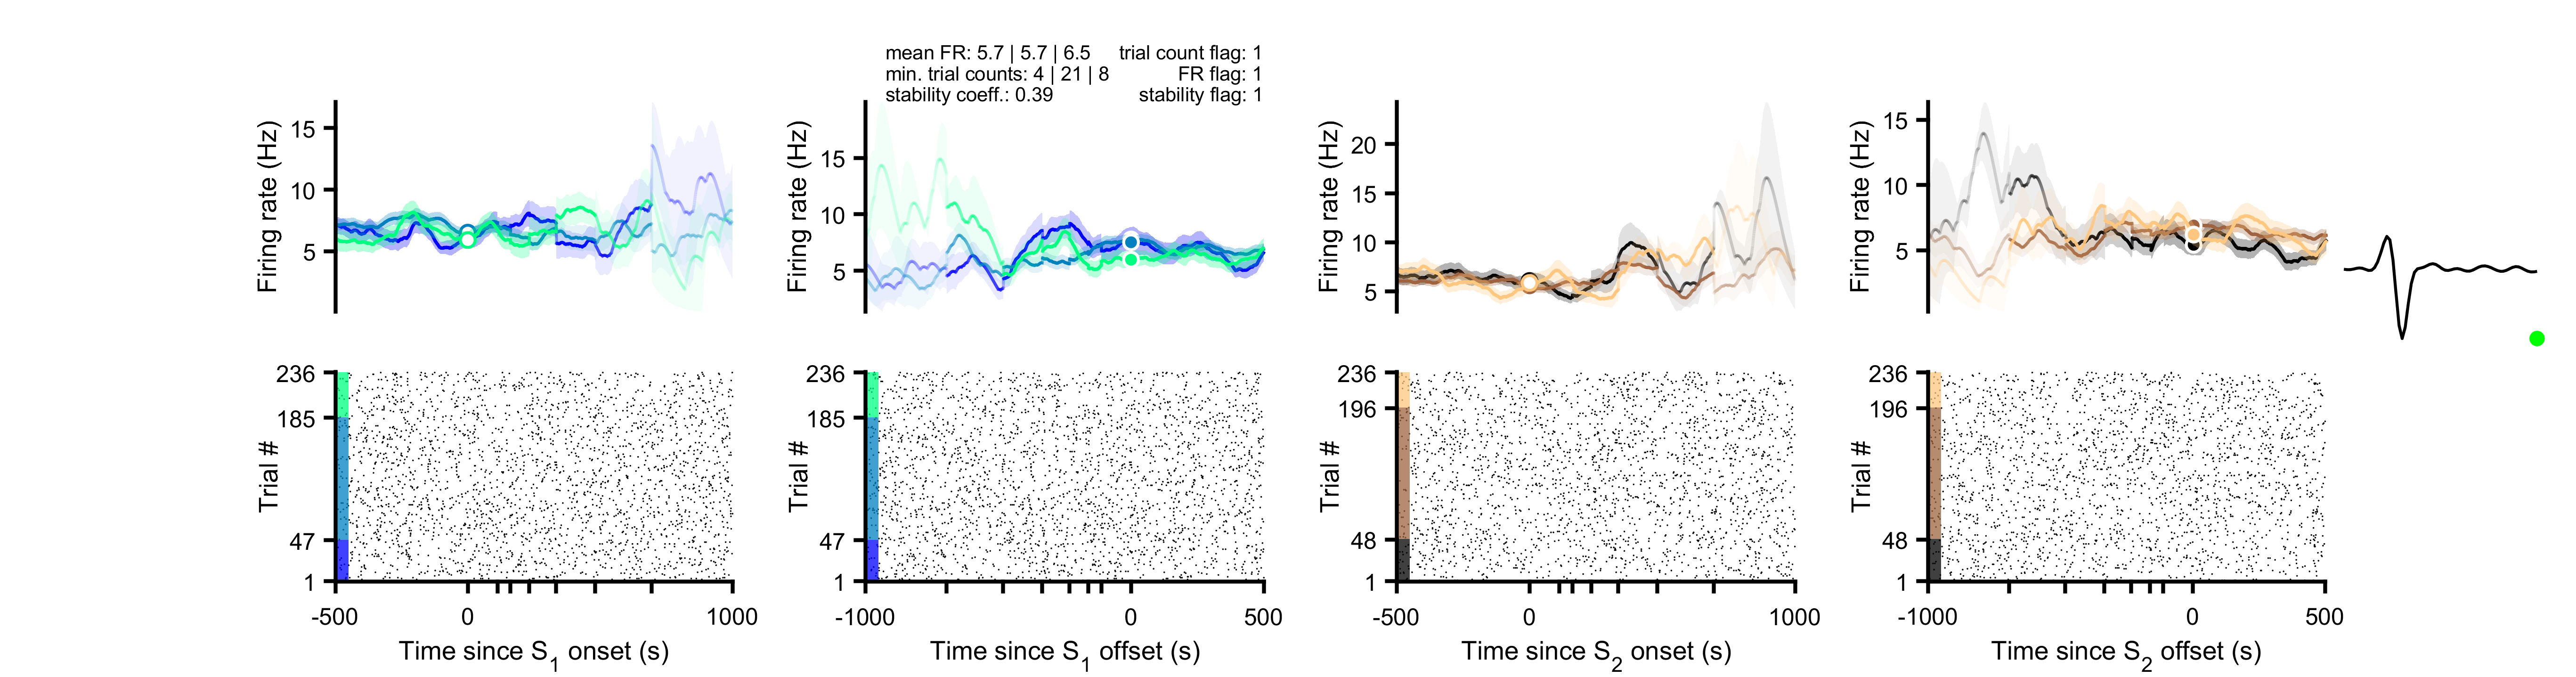 mean FR: 5.7 | 5.7 | 6.5 trial count flag: 1
min. trial counts: 4 | 21 | 8 FR flag: 1
stability coeff.: 0.39 stability flag: 1
Firing rate (Hz)
15
10
5
Firing rate (Hz)
15
10
5
Firing rate (Hz)
20
15
10
5
Firing rate (Hz)
15
10
5
Trial #
236
185
47
1
Trial #
236
185
47
1
Trial #
236
196
48
1
Trial #
236
196
48
1
-500 0 1000
-1000 0 500
-500 0 1000
-1000 0 500
Time since S1 onset (s)
Time since S1 offset (s)
Time since S2 onset (s)
Time since S2 offset (s)